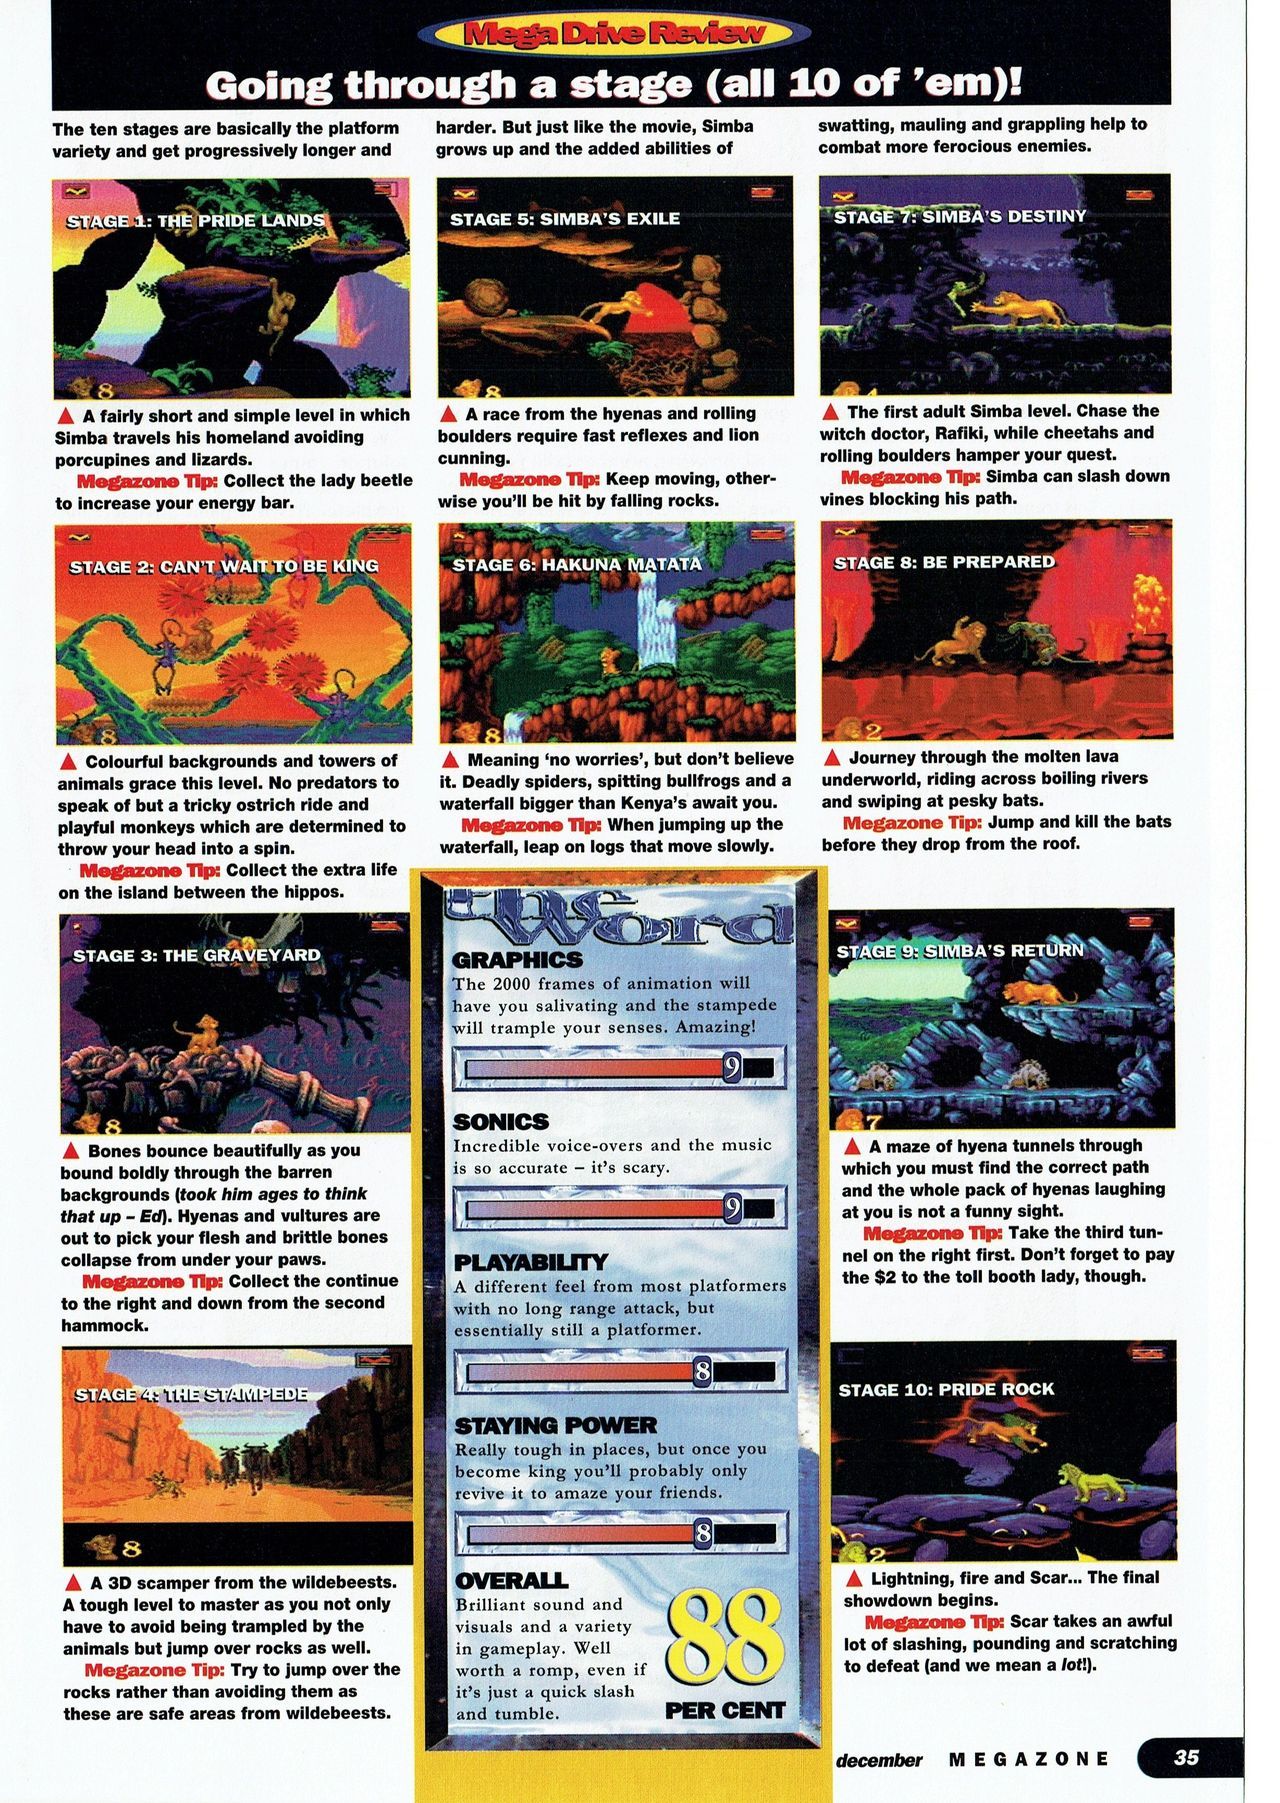 Mega Drive Review
Going through a stage (all 10 of 'em)!
The ten stages are basically the platform
variety and get progressively longer and
harder. But just like the movie, Simba
grows up and the added abilities of
swatting, mauling and grappling help to
combat more ferocious enemies.
STAGE 1: THE PRIDE LANDS
8
▲ A fairly short and simple level in which
Simba travels his homeland avoiding
porcupines and lizards.
Megazone Tip: Collect the lady beetle
to increase your energy bar.
STAGE 2: CAN'T WAIT TO BE KING
8
▲ Colourful backgrounds and towers of
animals grace this level. No predators to
speak of but a tricky ostrich ride and
playful monkeys which are determined to
throw your head into a spin.
Megazone Tip: Collect the extra life
on the island between the hippos.
STAGE 3: THE GRAVEYARD
8
▲ Bones bounce beautifully as you
bound boldly through the barren
backgrounds (took him ages to think
that up – Ed). Hyenas and vultures are
out to pick your flesh and brittle bones
collapse from under your paws.
Megazone Tip: Collect the continue
to the right and down from the second
hammock.
STAGE 4: THE STAMPEDE
8
▲ A 3D scamper from the wildebeests.
A tough level to master as you not only
have to avoid being trampled by the
animals but jump over rocks as well.
Megazone Tip: Try to jump over the
rocks rather than avoiding them as
these are safe areas from wildebeests.
STAGE 5: SIMBA'S EXILE
8
▲ A race from the hyenas and rolling
boulders require fast reflexes and lion
cunning.
Megazone Tip: Keep moving, other-
wise you'll be hit by falling rocks.
STAGE 6: HAKUNA MATATA
8
▲ Meaning 'no worries', but don't believe
it. Deadly spiders, spitting bullfrogs and a
waterfall bigger than Kenya's await you.
Megazone Tip: When jumping up the
waterfall, leap on logs that move slowly.
the Word
GRAPHICS
The 2000 frames of animation will
have you salivating and the stampede
will trample your senses. Amazing!
9
SONICS
Incredible voice-overs and the music
is so accurate – it's scary.
9
PLAYABILITY
A different feel from most platformers
with no long range attack, but
essentially still a platformer.
8
STAYING POWER
Really tough in places, but once you
become king you'll probably only
revive it to amaze your friends.
8
OVERALL
Brilliant sound and
visuals and a variety
in gameplay. Well
worth a romp, even if
it's just a quick slash
and tumble.
88
PER CENT
STAGE 7: SIMBA'S DESTINY
4
▲ The first adult Simba level. Chase the
witch doctor, Rafiki, while cheetahs and
rolling boulders hamper your quest.
Megazone Tip: Simba can slash down
vines blocking his path.
STAGE 8: BE PREPARED
2
▲ Journey through the molten lava
underworld, riding across boiling rivers
and swiping at pesky bats.
Megazone Tip: Jump and kill the bats
before they drop from the roof.
STAGE 9: SIMBA'S RETURN
7
▲ A maze of hyena tunnels through
which you must find the correct path
and the whole pack of hyenas laughing
at you is not a funny sight.
Megazone Tip: Take the third tun-
nel on the right first. Don't forget to pay
the $2 to the toll booth lady, though.
STAGE 10: PRIDE ROCK
2
▲ Lightning, fire and Scar... The final
showdown begins.
Megazone Tip: Scar takes an awful
lot of slashing, pounding and scratching
to defeat (and we mean a lot!).
december MEGAZONE 35